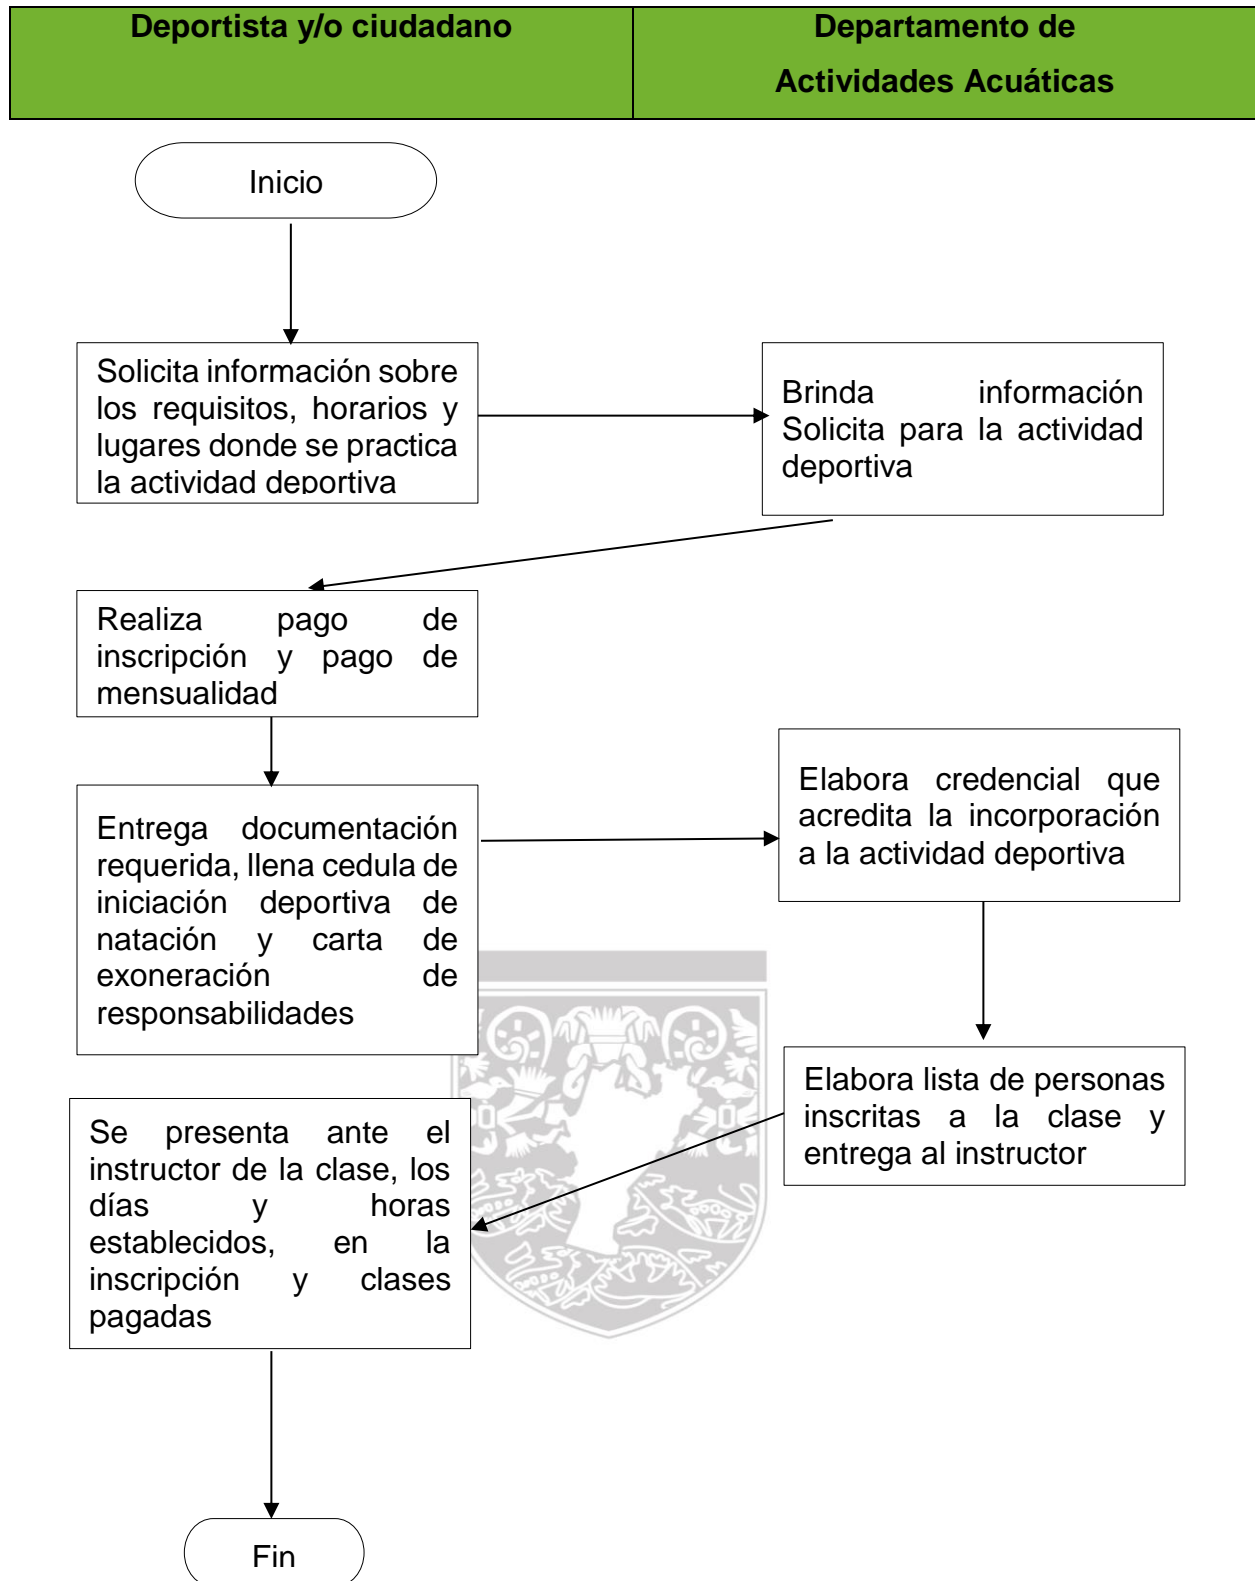 Deportista y/o ciudadano
Departamento de
Actividades Acuáticas
Inicio
Solicita información sobre
los requisitos, horarios y
lugares donde se practica
la actividad deportiva
Brinda información
Solicita para la actividad
deportiva
Realiza pago de
inscripción y pago de
mensualidad
Entrega documentación
requerida, llena cedula de
iniciación deportiva de
natación y carta de
exoneración de
responsabilidades
Elabora credencial que
acredita la incorporación
a la actividad deportiva
Elabora lista de personas
inscritas a la clase y
entrega al instructor
Se presenta ante el
instructor de la clase, los
días y horas
establecidos, en la
inscripción y clases
pagadas
Fin